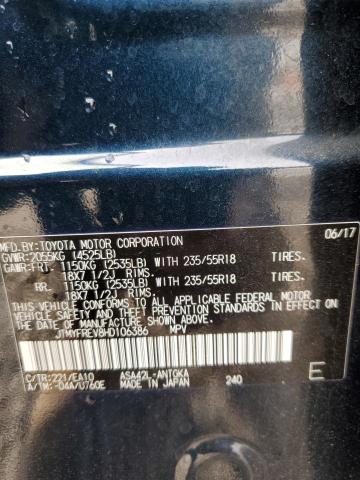 MFD.BY:TOYOTA MOTOR CORPORATION 06/17
GVWR:2055KG (4525LB)
GAWR:FRT. 1150KG (2535LB) WITH 235/55R18 TIRES.
18X7 1/2J RIMS.
RR. 1150KG (2535LB) WITH 235/55R18 TIRES.
18X7 1/2J RIMS.
THIS VEHICLE CONFORMS TO ALL APPLICABLE FEDERAL MOTOR
VEHICLE SAFETY AND THEFT PREVENTION STANDARDS IN EFFECT
ON THE DATE OF MANUFACTURE SHOWN ABOVE.
JTMYFREV8HD106386 MPV
C/TR:221/EA10 ASA42L-ANTGKA 240 E
A/TM:-04A/U760E MADE IN JAPAN